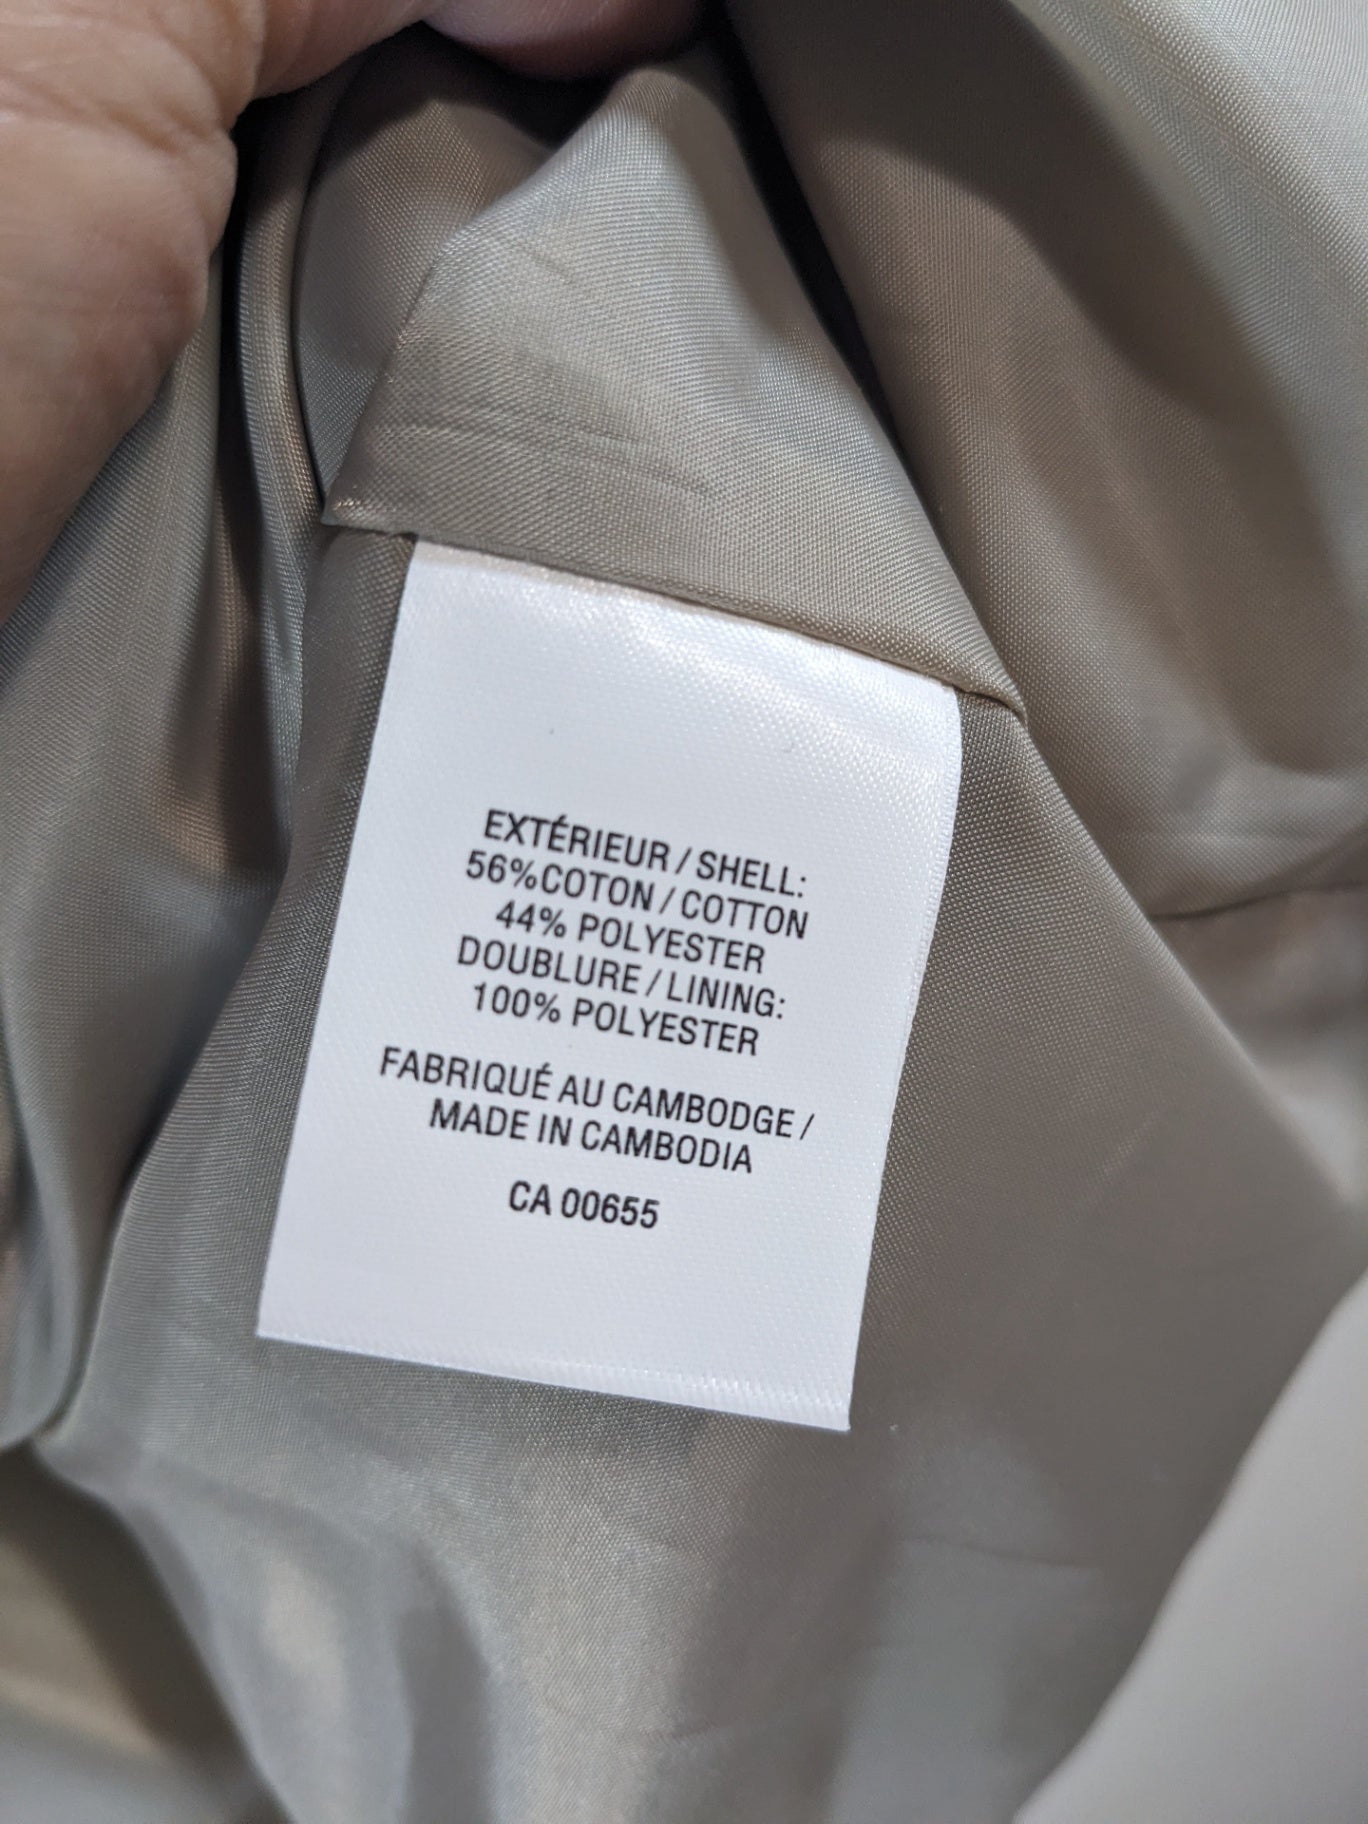 EXTÉRIEUR / SHELL:
56%COTON / COTTON
44% POLYESTER
DOUBLURE / LINING:
100% POLYESTER
FABRIQUÉ AU CAMBODGE /
MADE IN CAMBODIA
CA 00655